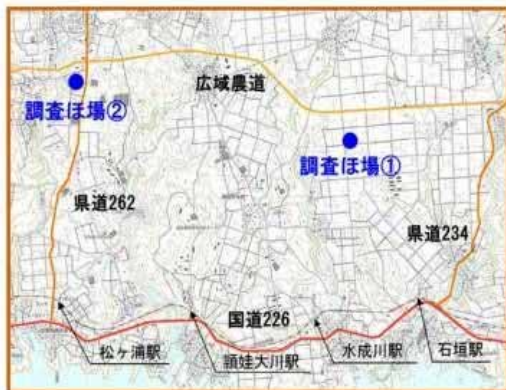 広域農道
調査ほ場②
調査ほ場①
県道262
県道234
国道226
松ヶ浦駅
頴娃大川駅
水成川駅
石垣駅